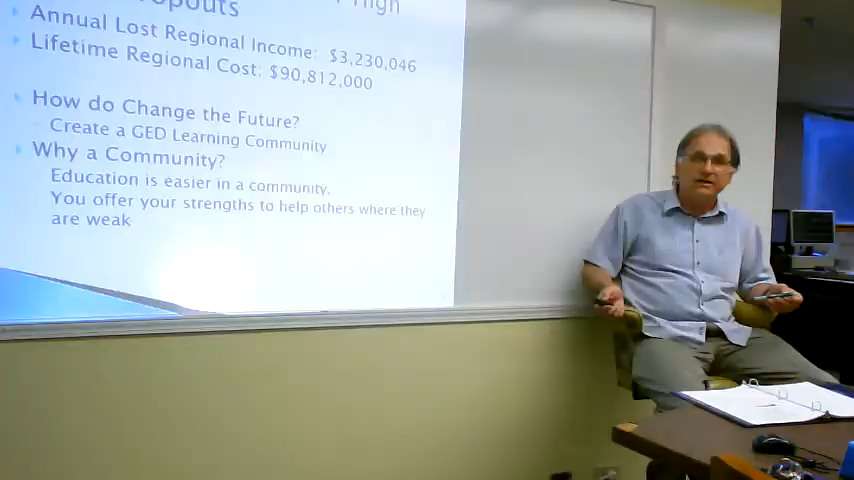 High
Annual Lost Regional Income: $3,230,046
Lifetime Regional Cost: $90,812,000
How do Change the Future?
Create a GED Learning Community
Why a Community?
Education is easier in a community.
You offer your strengths to help others where they
are weak